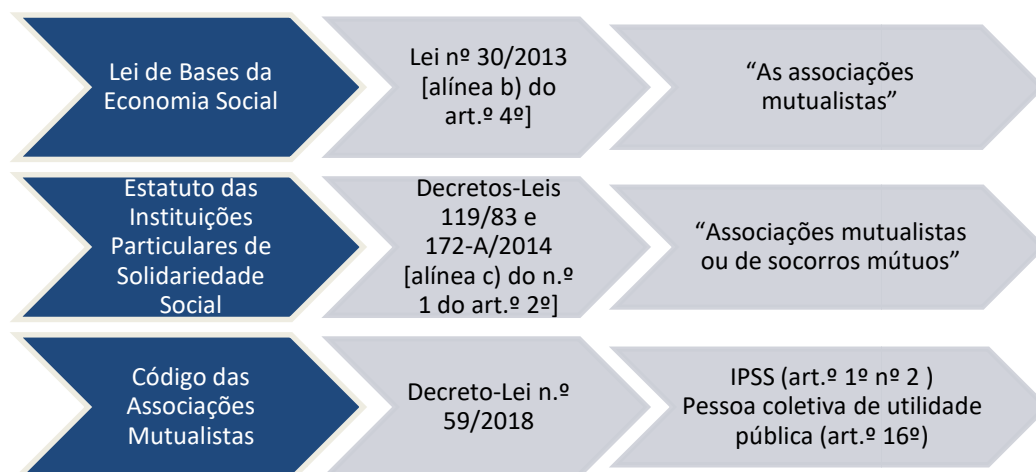 Lei de Bases da
Economia Social
Lei nº 30/2013
[alínea b) do
art.º 4º]
“As associações
mutualistas”
Estatuto das
Instituições
Particulares de
Solidariedade
Social
Decretos-Leis
119/83 e
172-A/2014
[alínea c) do n.º
1 do art.º 2º]
“Associações mutualistas
ou de socorros mútuos”
Código das
Associações
Mutualistas
Decreto-Lei n.º
59/2018
IPSS (art.º 1º nº 2 )
Pessoa coletiva de utilidade
pública (art.º 16º)